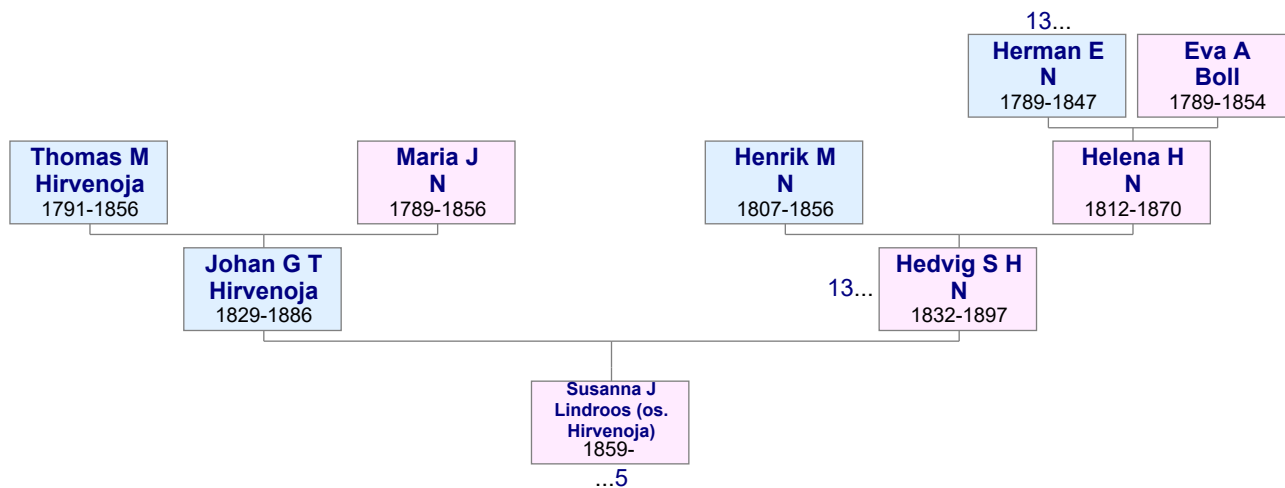 13...
Herman E
N
1789-1847
Eva A
Boll
1789-1854
Thomas M
Hirvenoja
1791-1856
Maria J
N
1789-1856
Henrik M
N
1807-1856
Helena H
N
1812-1870
Johan G T
Hirvenoja
1829-1886
13...
Hedvig S H
N
1832-1897
Susanna J
Lindroos (os.
Hirvenoja)
1859-
...5